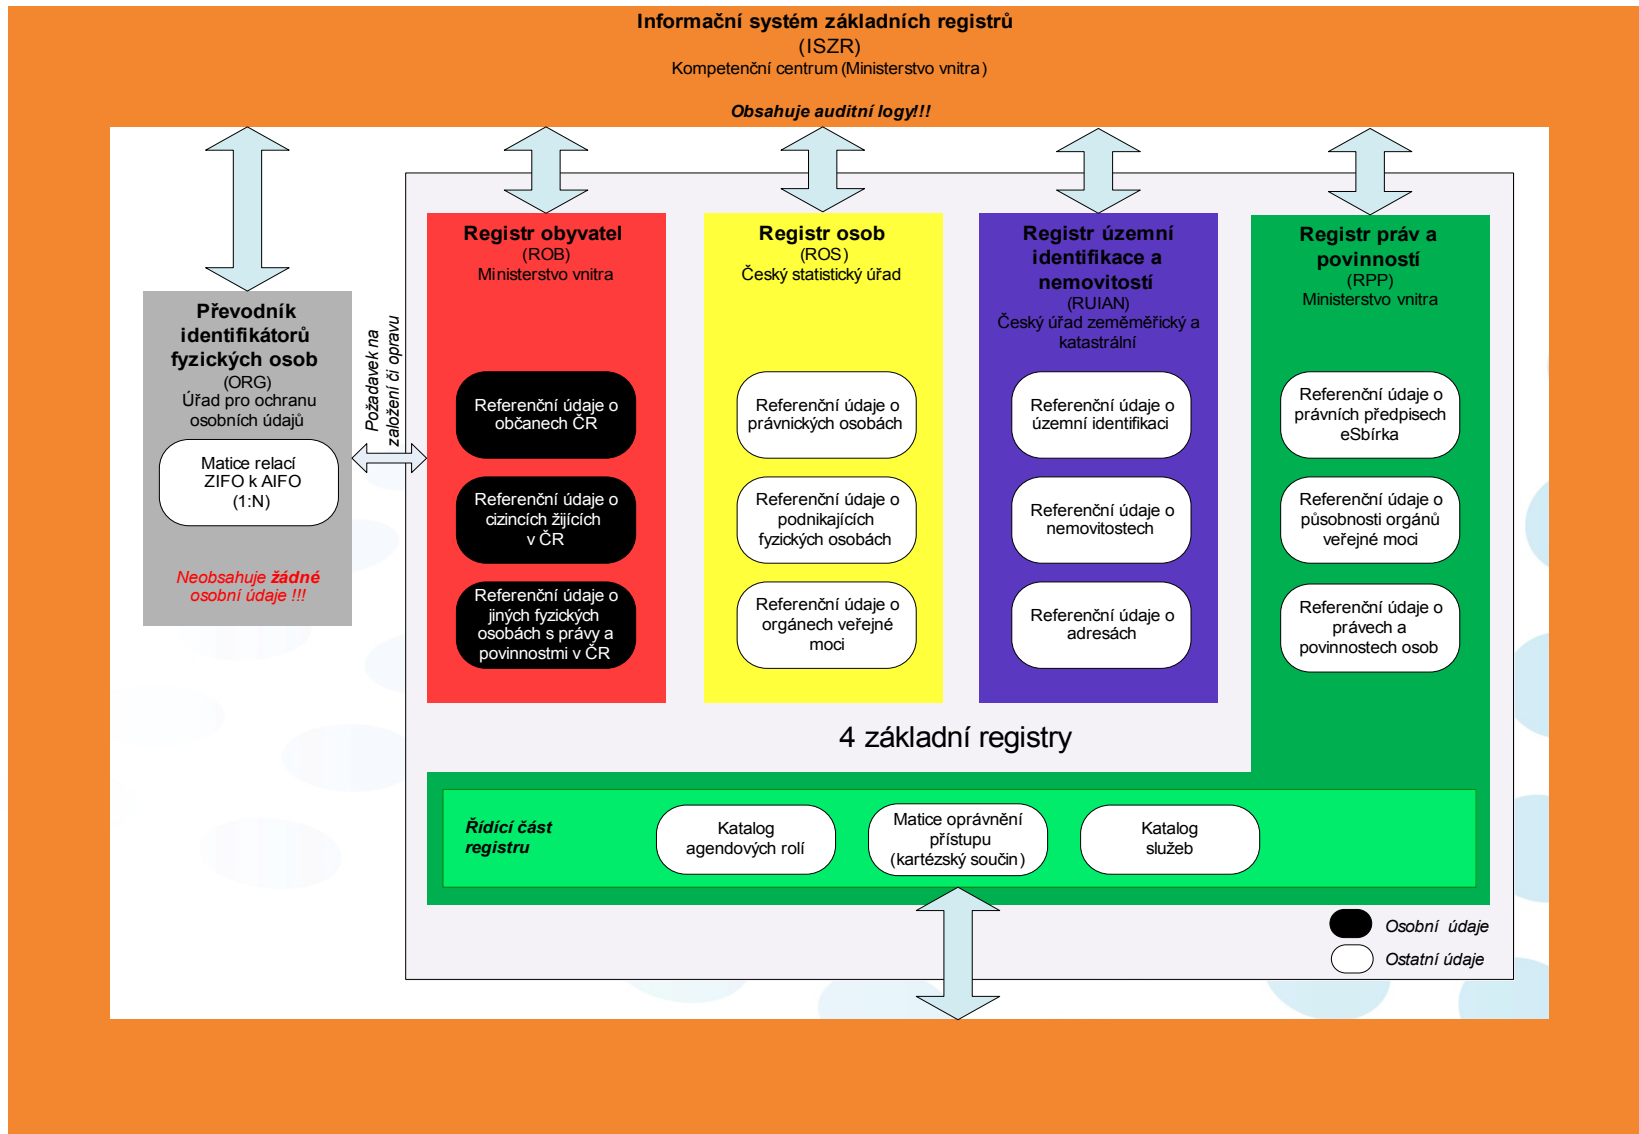 Informační systém základních registrů
(ISZR)
Kompetenční centrum (Ministerstvo vnitra)
Obsahuje auditní logy!!!
Převodník
identifikátorů
fyzických osob
(ORG)
Úřad pro ochranu
osobních údajů
Matice relací
ZIFO k AIFO
(1:N)
Neobsahuje žádné
osobní údaje !!!
Požadavek na
založení či opravu
Registr obyvatel
(ROB)
Ministerstvo vnitra
Referenční údaje o
občanech ČR
Referenční údaje o
cizincích žijících
v ČR
Referenční údaje o
jiných fyzických
osobách s právy a
povinnostmi v ČR
Registr osob
(ROS)
Český statistický úřad
Referenční údaje o
právnických osobách
Referenční údaje o
podnikajících
fyzických osobách
Referenční údaje o
orgánech veřejné
moci
Registr územní
identifikace a
nemovitostí
(RUIAN)
Český úřad zeměměřický a
katastrální
Referenční údaje o
územní identifikaci
Referenční údaje o
nemovitostech
Referenční údaje o
adresách
Registr práv a
povinností
(RPP)
Ministerstvo vnitra
Referenční údaje o
právních předpisech
eSbírka
Referenční údaje o
působnosti orgánů
veřejné moci
Referenční údaje o
právech a
povinnostech osob
4 základní registry
Řídící část
registru
Katalog
agendových rolí
Matice oprávnění
přístupu
(kartézský součin)
Katalog
služeb
Osobní údaje
Ostatní údaje